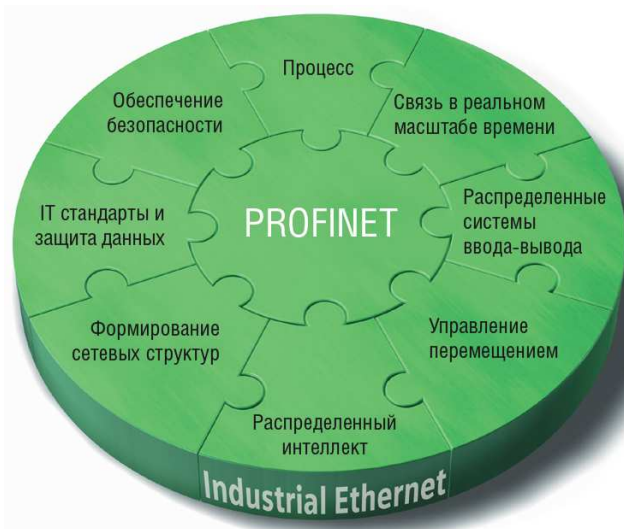 Процесс
Связь в реальном
масштабе времени
Распределенные
системы
ввода-вывода
Управление
перемещением
Распределенный
интеллект
Формирование
сетевых структур
IT стандарты и
защита данных
Обеспечение
безопасности
PROFINET
Industrial Ethernet